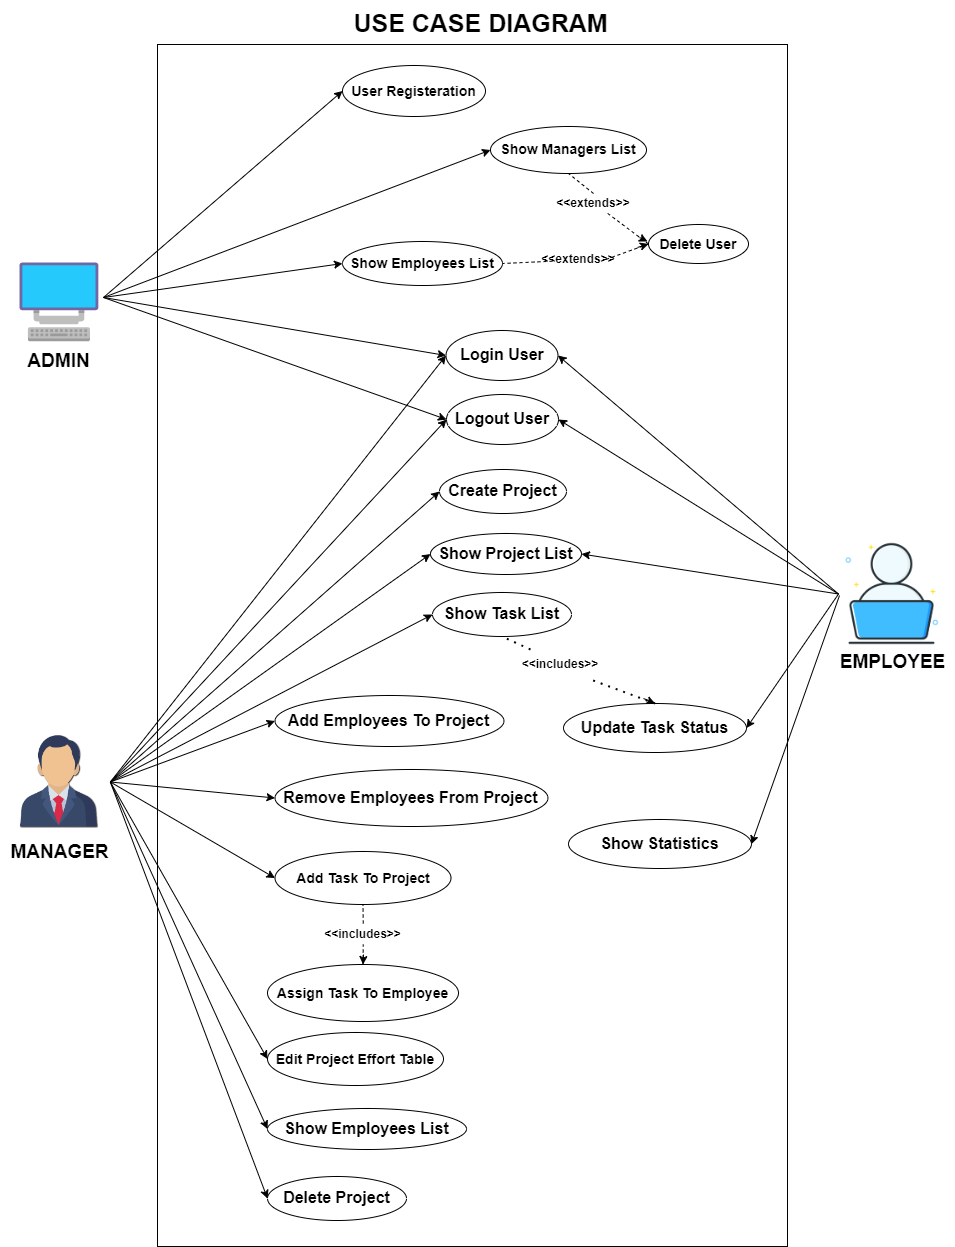 USE CASE DIAGRAM
User Registeration
Show Managers List
<<extends>>
Delete User
Show Employees List
<<extends>>
ADMIN
Login User
Logout User
Create Project
Show Project List
Show Task List
<<includes>>
EMPLOYEE
Add Employees To Project
Update Task Status
Remove Employees From Project
MANAGER
Show Statistics
Add Task To Project
<<includes>>
Assign Task To Employee
Edit Project Effort Table
Show Employees List
Delete Project